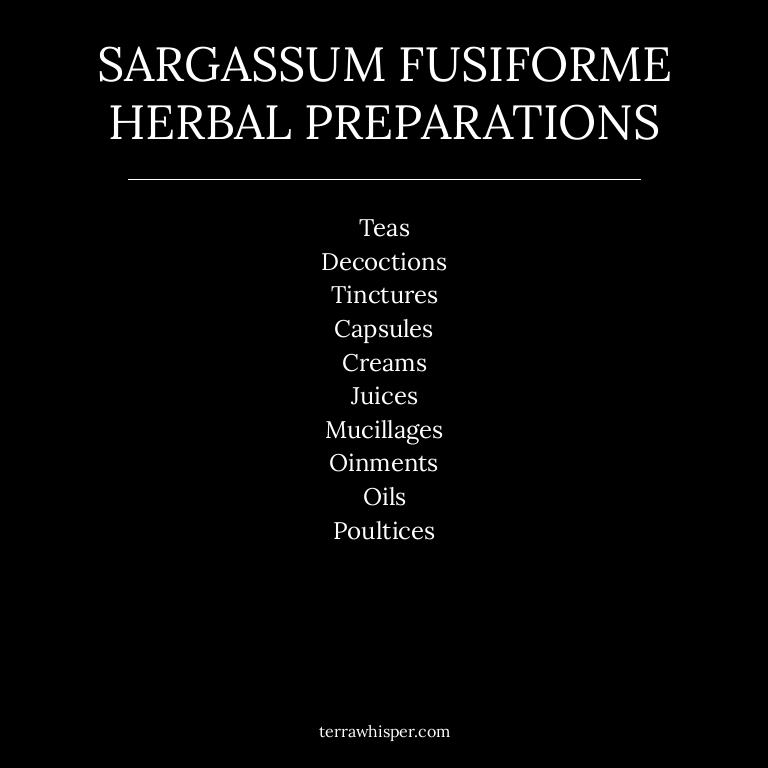 SARGASSUM FUSIFORME
HERBAL PREPARATIONS
Teas
Decoctions
Tinctures
Capsules
Creams
Juices
Mucillages
Oinments
Oils
Poultices
terrawhisper.com